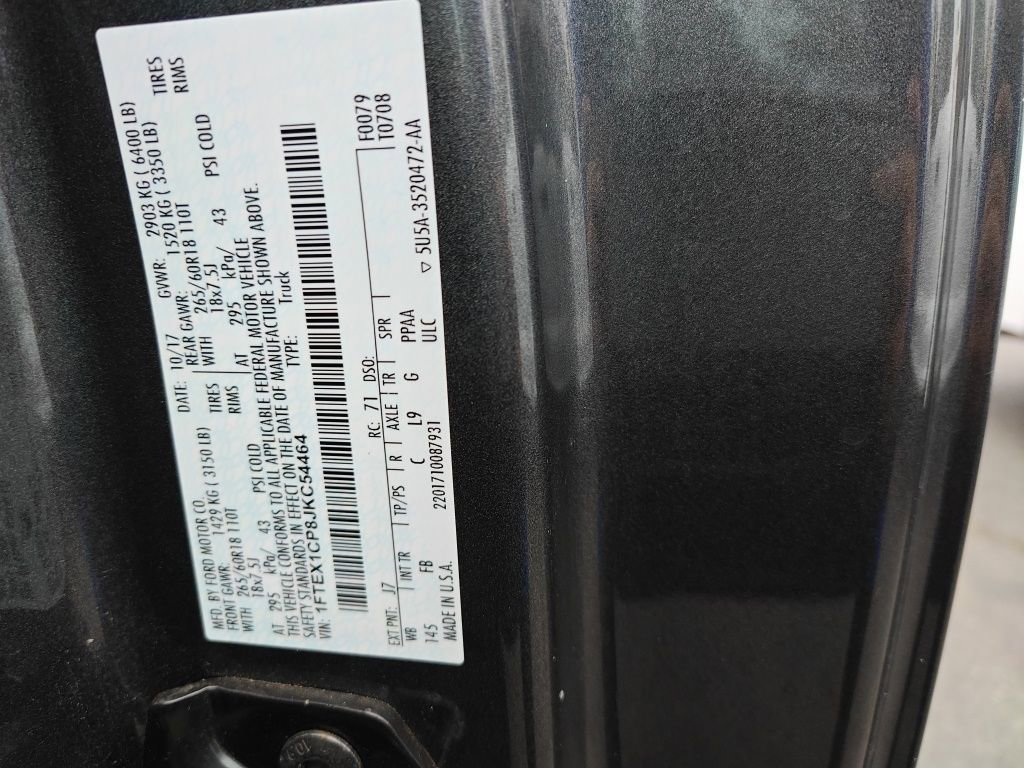 MFD. BY FORD MOTOR CO.
DATE: 10/17 GVWR: 2903 KG ( 6400 LB)
FRONT GAWR: 1429 KG ( 3150 LB) REAR GAWR: 1520 KG ( 3350 LB)
WITH 265/60R18 110T TIRES WITH 265/60R18 110T TIRES
18x7.5J RIMS 18x7.5J RIMS
AT 295 kPa/ 43 PSI COLD AT 295 kPa/ 43 PSI COLD
THIS VEHICLE CONFORMS TO ALL APPLICABLE FEDERAL MOTOR VEHICLE
SAFETY STANDARDS IN EFFECT ON THE DATE OF MANUFACTURE SHOWN ABOVE.
VIN: 1FTEX1CP8JKC54464 TYPE: Truck
F0079
EXT PNT: J7 RC: 71 DSO: T0708
WB INT TR TP/PS R AXLE TR SPR
145 FB C L9 G PPAA
ULC ▽ 5U5A-3520472-AA
MADE IN U.S.A. 2201710087931
10.